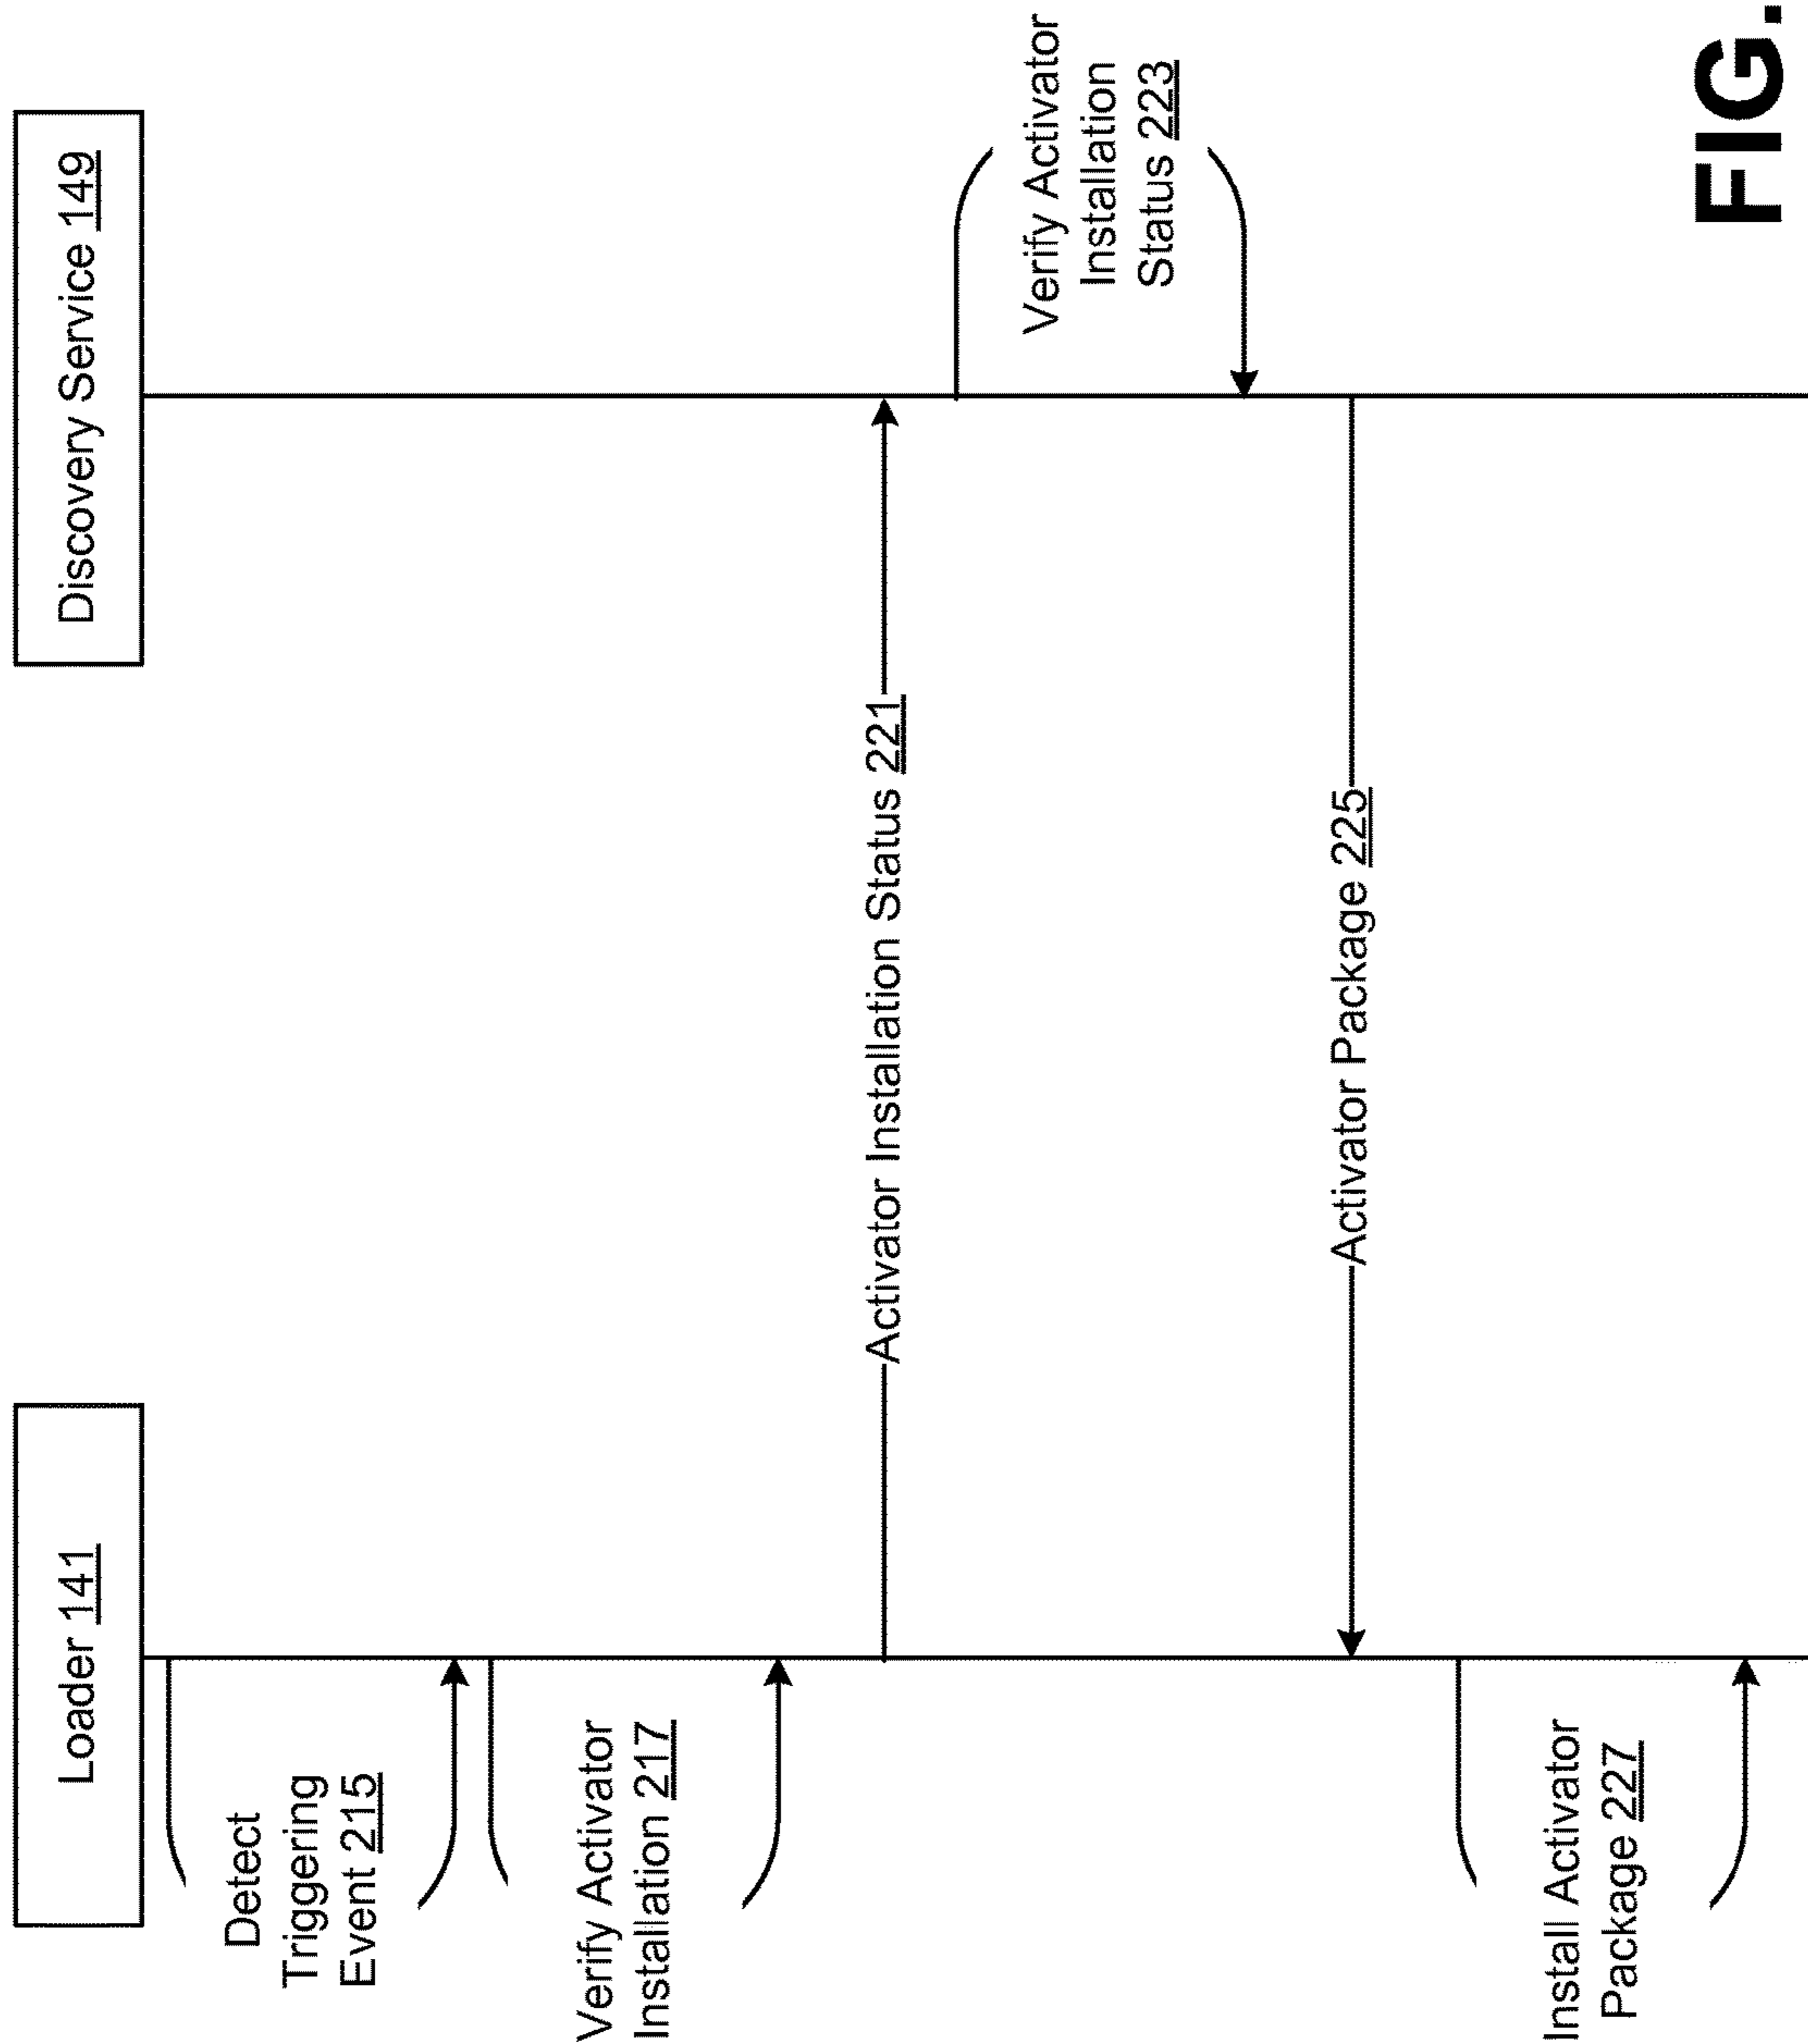 Loader 141
Discovery Service 149
Detect
Triggering
Event 215
Verify Activator
Installation 217
Activator Installation Status 221
Verify Activator
Installation
Status 223
Activator Package 225
Install Activator
Package 227
FIG.